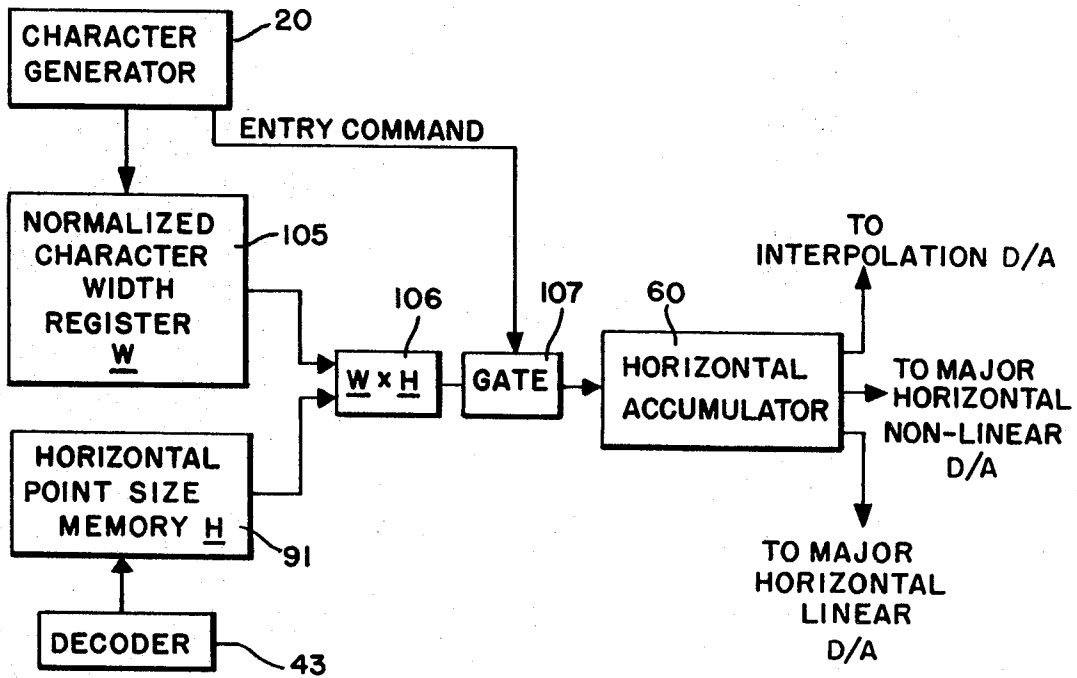 CHARACTER
GENERATOR
20
ENTRY COMMAND
NORMALIZED
CHARACTER
WIDTH
REGISTER
W
105
HORIZONTAL
POINT SIZE
MEMORY H
91
DECODER
43
W x H
106
GATE
107
HORIZONTAL
ACCUMULATOR
60
TO
INTERPOLATION D/A
TO MAJOR
HORIZONTAL
NON-LINEAR
D/A
TO MAJOR
HORIZONTAL
LINEAR
D/A